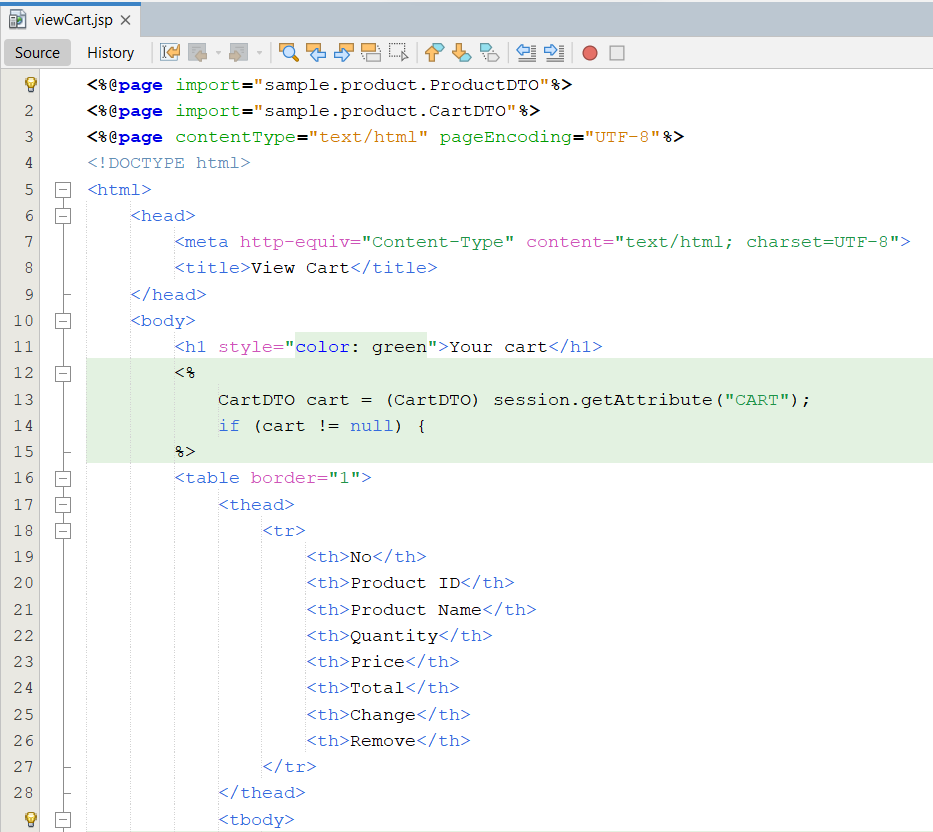 viewCart.jsp
Source History
<%@page import="sample.product.ProductDTO"%>
2 <%@page import="sample.product.CartDTO"%>
3 <%@page contentType="text/html" pageEncoding="UTF-8"%>
4 <!DOCTYPE html>
5 <html>
6 <head>
7 <meta http-equiv="Content-Type" content="text/html; charset=UTF-8">
8 <title>View Cart</title>
9 </head>
10 <body>
11 <h1 style="color: green">Your cart</h1>
12 <%
13 CartDTO cart = (CartDTO) session.getAttribute("CART");
14 if (cart != null) {
15 %>
16 <table border="1">
17 <thead>
18 <tr>
19 <th>No</th>
20 <th>Product ID</th>
21 <th>Product Name</th>
22 <th>Quantity</th>
23 <th>Price</th>
24 <th>Total</th>
25 <th>Change</th>
26 <th>Remove</th>
27 </tr>
28 </thead>
<tbody>